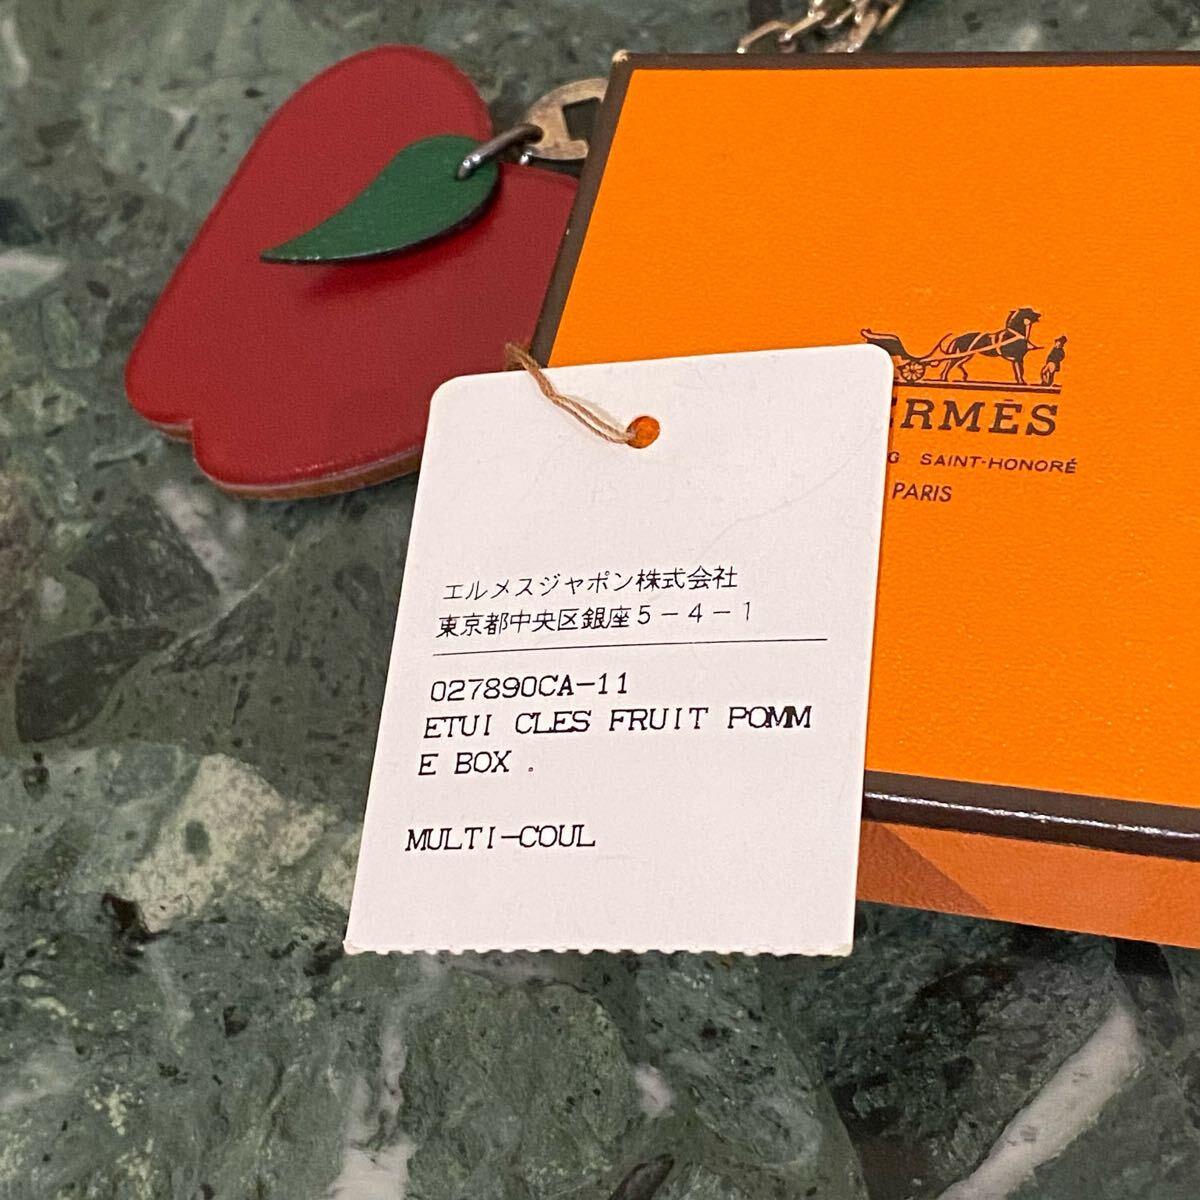 エルメスジャポン株式会社
東京都中央区銀座5-4-1
027890CA-11
ETUI CLES FRUIT POMM
E BOX .
MULTI-COUL
ERMĒS
G SAINT-HONORÉ
PARIS